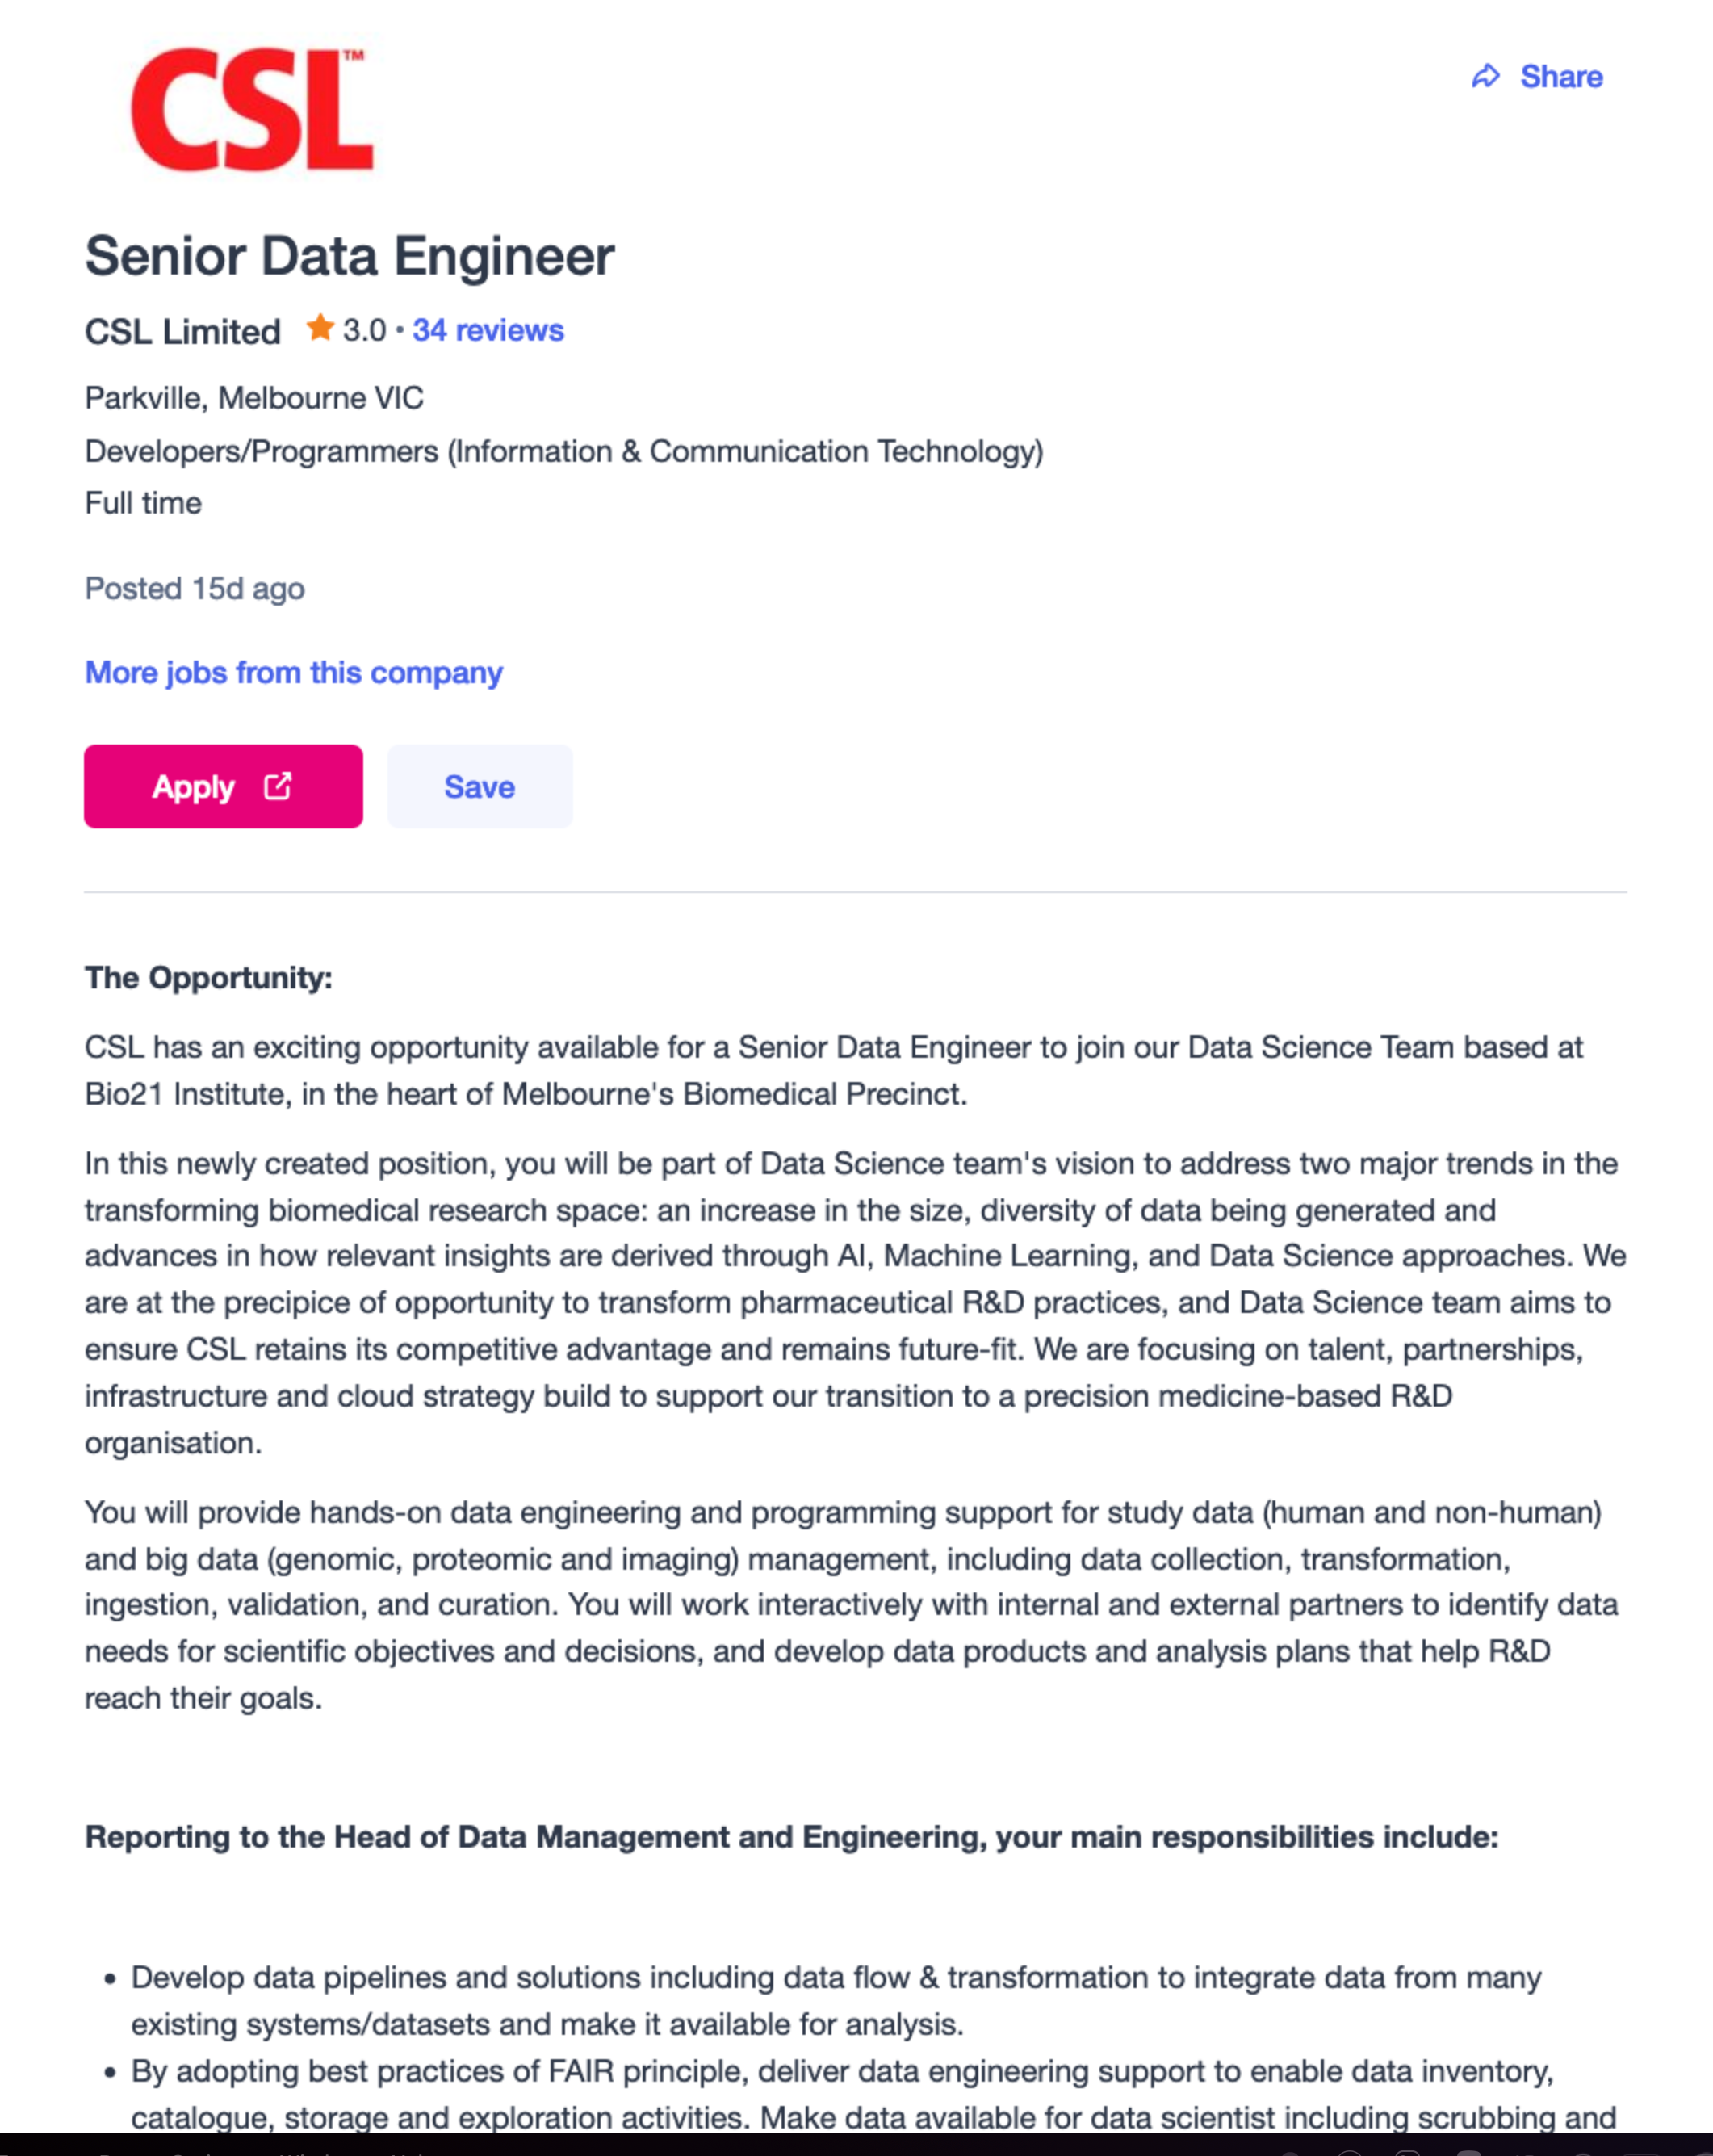 CSL™
Share
Senior Data Engineer
CSL Limited 3.0 • 34 reviews
Parkville, Melbourne VIC
Developers/Programmers (Information & Communication Technology)
Full time
Posted 15d ago
More jobs from this company
Apply
Save
The Opportunity:
CSL has an exciting opportunity available for a Senior Data Engineer to join our Data Science Team based at
Bio21 Institute, in the heart of Melbourne's Biomedical Precinct.
In this newly created position, you will be part of Data Science team's vision to address two major trends in the
transforming biomedical research space: an increase in the size, diversity of data being generated and
advances in how relevant insights are derived through AI, Machine Learning, and Data Science approaches. We
are at the precipice of opportunity to transform pharmaceutical R&D practices, and Data Science team aims to
ensure CSL retains its competitive advantage and remains future-fit. We are focusing on talent, partnerships,
infrastructure and cloud strategy build to support our transition to a precision medicine-based R&D
organisation.
You will provide hands-on data engineering and programming support for study data (human and non-human)
and big data (genomic, proteomic and imaging) management, including data collection, transformation,
ingestion, validation, and curation. You will work interactively with internal and external partners to identify data
needs for scientific objectives and decisions, and develop data products and analysis plans that help R&D
reach their goals.
Reporting to the Head of Data Management and Engineering, your main responsibilities include:
• Develop data pipelines and solutions including data flow & transformation to integrate data from many
existing systems/datasets and make it available for analysis.
• By adopting best practices of FAIR principle, deliver data engineering support to enable data inventory,
catalogue, storage and exploration activities. Make data available for data scientist including scrubbing and